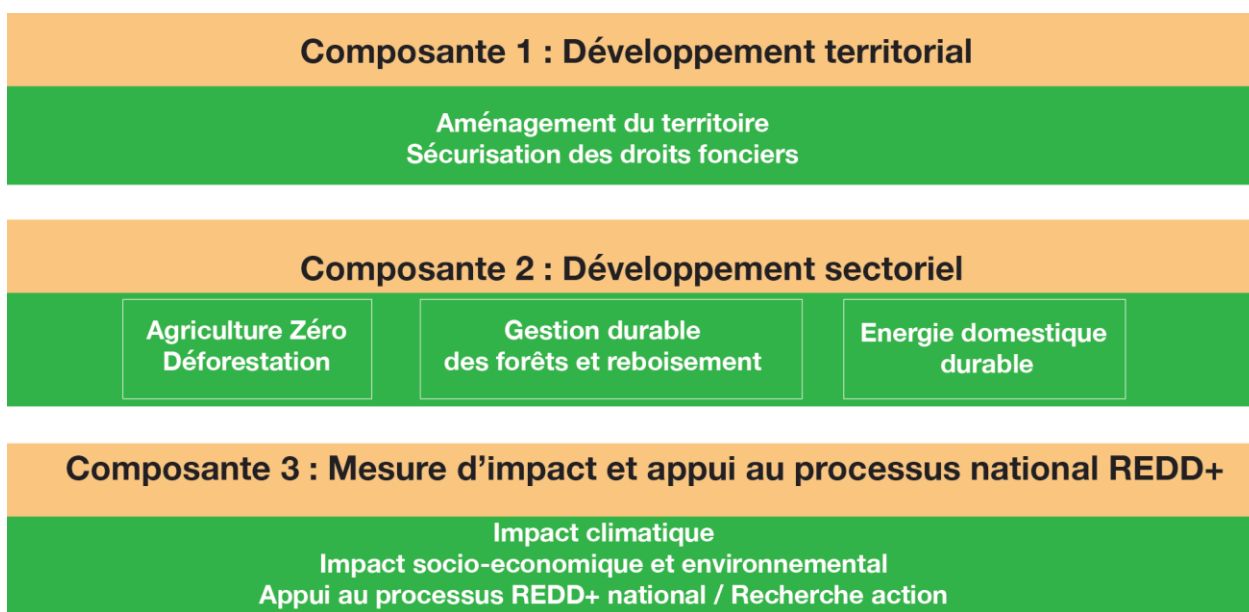 Composante 1 : Développement territorial
Aménagement du territoire
Sécurisation des droits fonciers
Composante 2 : Développement sectoriel
Agriculture Zéro
Déforestation
Gestion durable
des forêts et reboisement
Energie domestique
durable
Composante 3 : Mesure d’impact et appui au processus national REDD+
Impact climatique
Impact socio-economique et environnemental
Appui au processus REDD+ national / Recherche action